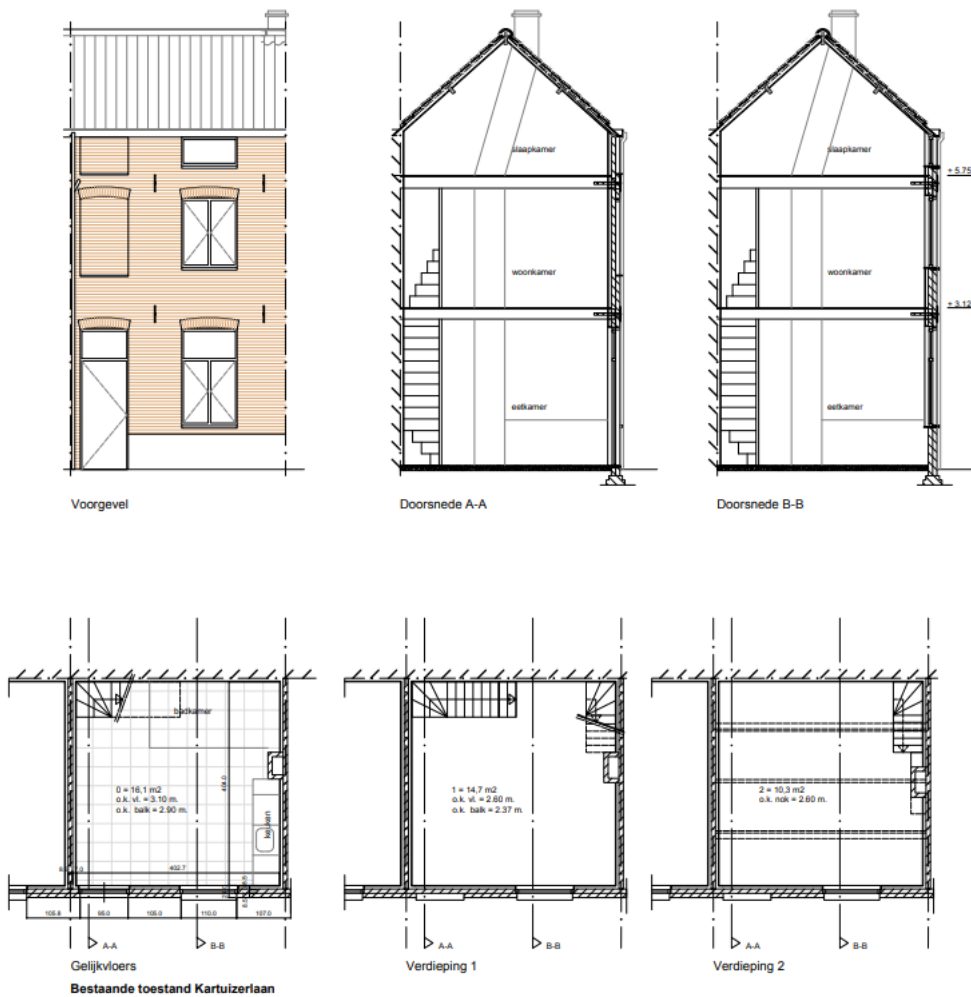 slaapkamer
slaapkamer
+ 5.75
woonkamer
woonkamer
+ 3.12
eetkamer
eetkamer
Voorgevel
Doorsnede A-A
Doorsnede B-B
badkamer
404.0
0 = 16,1 m2
o.k. vl. = 3.10 m.
o.k. balk = 2.90 m.
keuken
402.7
1 = 14,7 m2
o.k. vl. = 2.60 m.
o.k. balk = 2.37 m.
2 = 10,3 m2
o.k. nok = 2.60 m.
105.8
95.0
105.0
110.0
107.0
A-A
B-B
A-A
B-B
A-A
B-B
Gelijkvloers
Verdieping 1
Verdieping 2
Bestaande toestand Kartuizerlaan